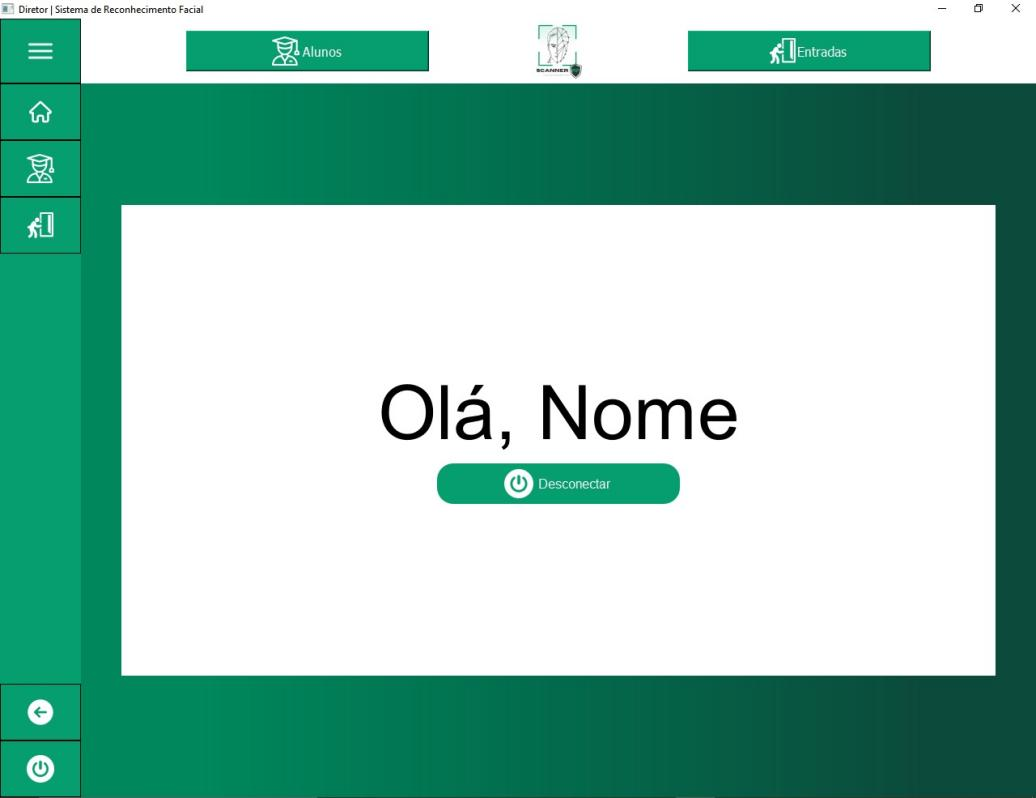 Diretor | Sistema de Reconhecimento Facial
Alunos
SCANNER
Entradas
Olá, Nome
Desconectar